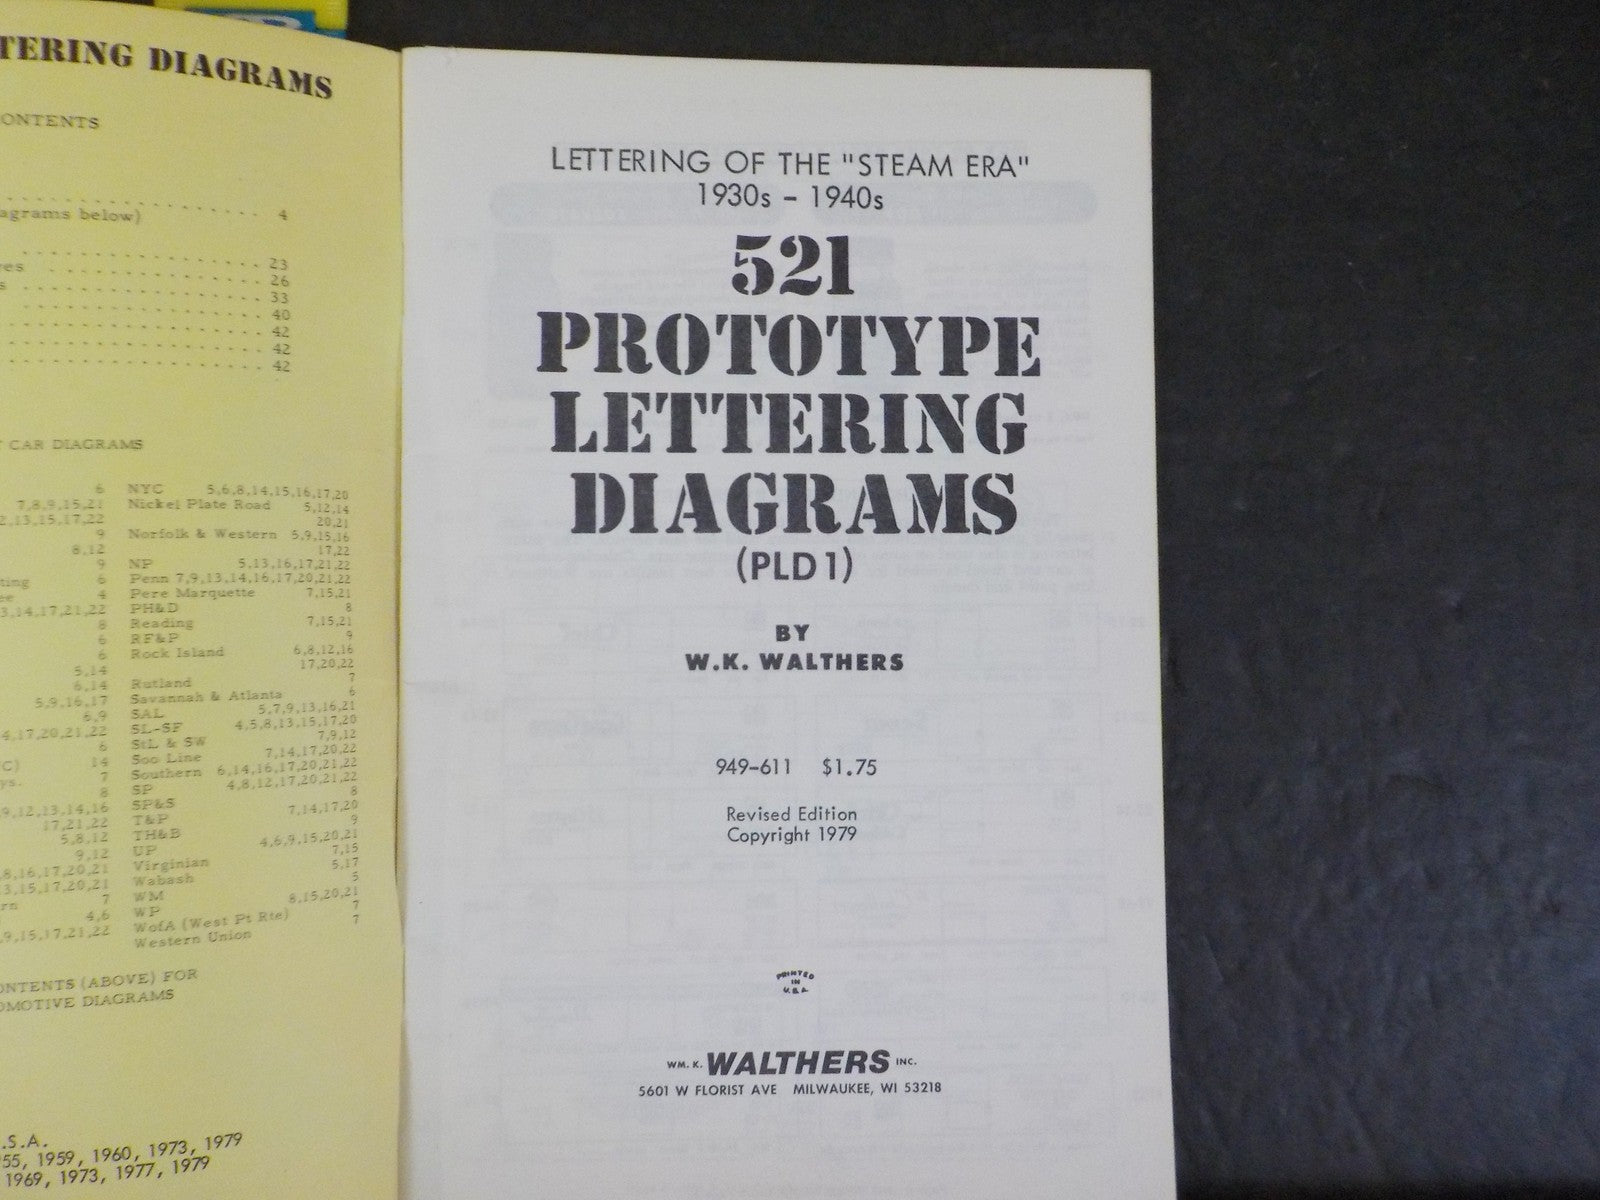 TERING DIAGRAMS
ONTENTS
4
agrams below)
23
es 26
s 33
40
42
42
42
CAR DIAGRAMS
6 NYC 5,6,8,14,15,16,17,20
7,8,9,15,21 Nickel Plate Road 5,12,14
2,13,15,17,22 20,21
9 Norfolk & Western 5,9,15,16
8,12 17,22
9 NP 5,13,16,17,21,22
ting 6 Penn 7,9,13,14,16,17,20,21,22
ee 4 Pere Marquette 7,15,21
3,14,17,21,22 PH&D 8
8 Reading 7,15,21
6 RF&P 9
6 Rock Island 6,8,12,16
5,14 17,20,22
6,14 Rutland 7
5,9,16,17 Savannah & Atlanta 6
6,9 SAL 5,7,9,13,16,21
4,17,20,21,22 SL-SF 4,5,8,13,15,17,20
6 StL & SW 7,9,12
C) 14 Soo Line 7,14,17,20,22
ys. 7 Southern 6,14,16,17,20,21,22
8 SP 4,8,12,17,20,21,22
9,12,13,14,16 SP&S 8
17,21,22 T&P 7,14,17,20
5,8,12 TH&B 9
9,12 UP 4,6,9,15,20,21
8,16,17,20,21 Virginian 7,15
13,15,17,20,21 Wabash 5,17
rn 7 WM 5
4,6 WP 8,15,20,21
,9,15,17,21,22 WofA (West Pt Rte) 7
Western Union 7
ONTENTS (ABOVE) FOR
OMOTIVE DIAGRAMS
.S.A.
55, 1959, 1960, 1973, 1979
1969, 1973, 1977, 1979
LETTERING OF THE "STEAM ERA"
1930s - 1940s
521
PROTOTYPE
LETTERING
DIAGRAMS
(PLD 1)
BY
W.K. WALTHERS
949-611 $1.75
Revised Edition
Copyright 1979
PRINTED
IN
U.S.A.
WM. K. WALTHERS INC.
5601 W FLORIST AVE MILWAUKEE, WI 53218